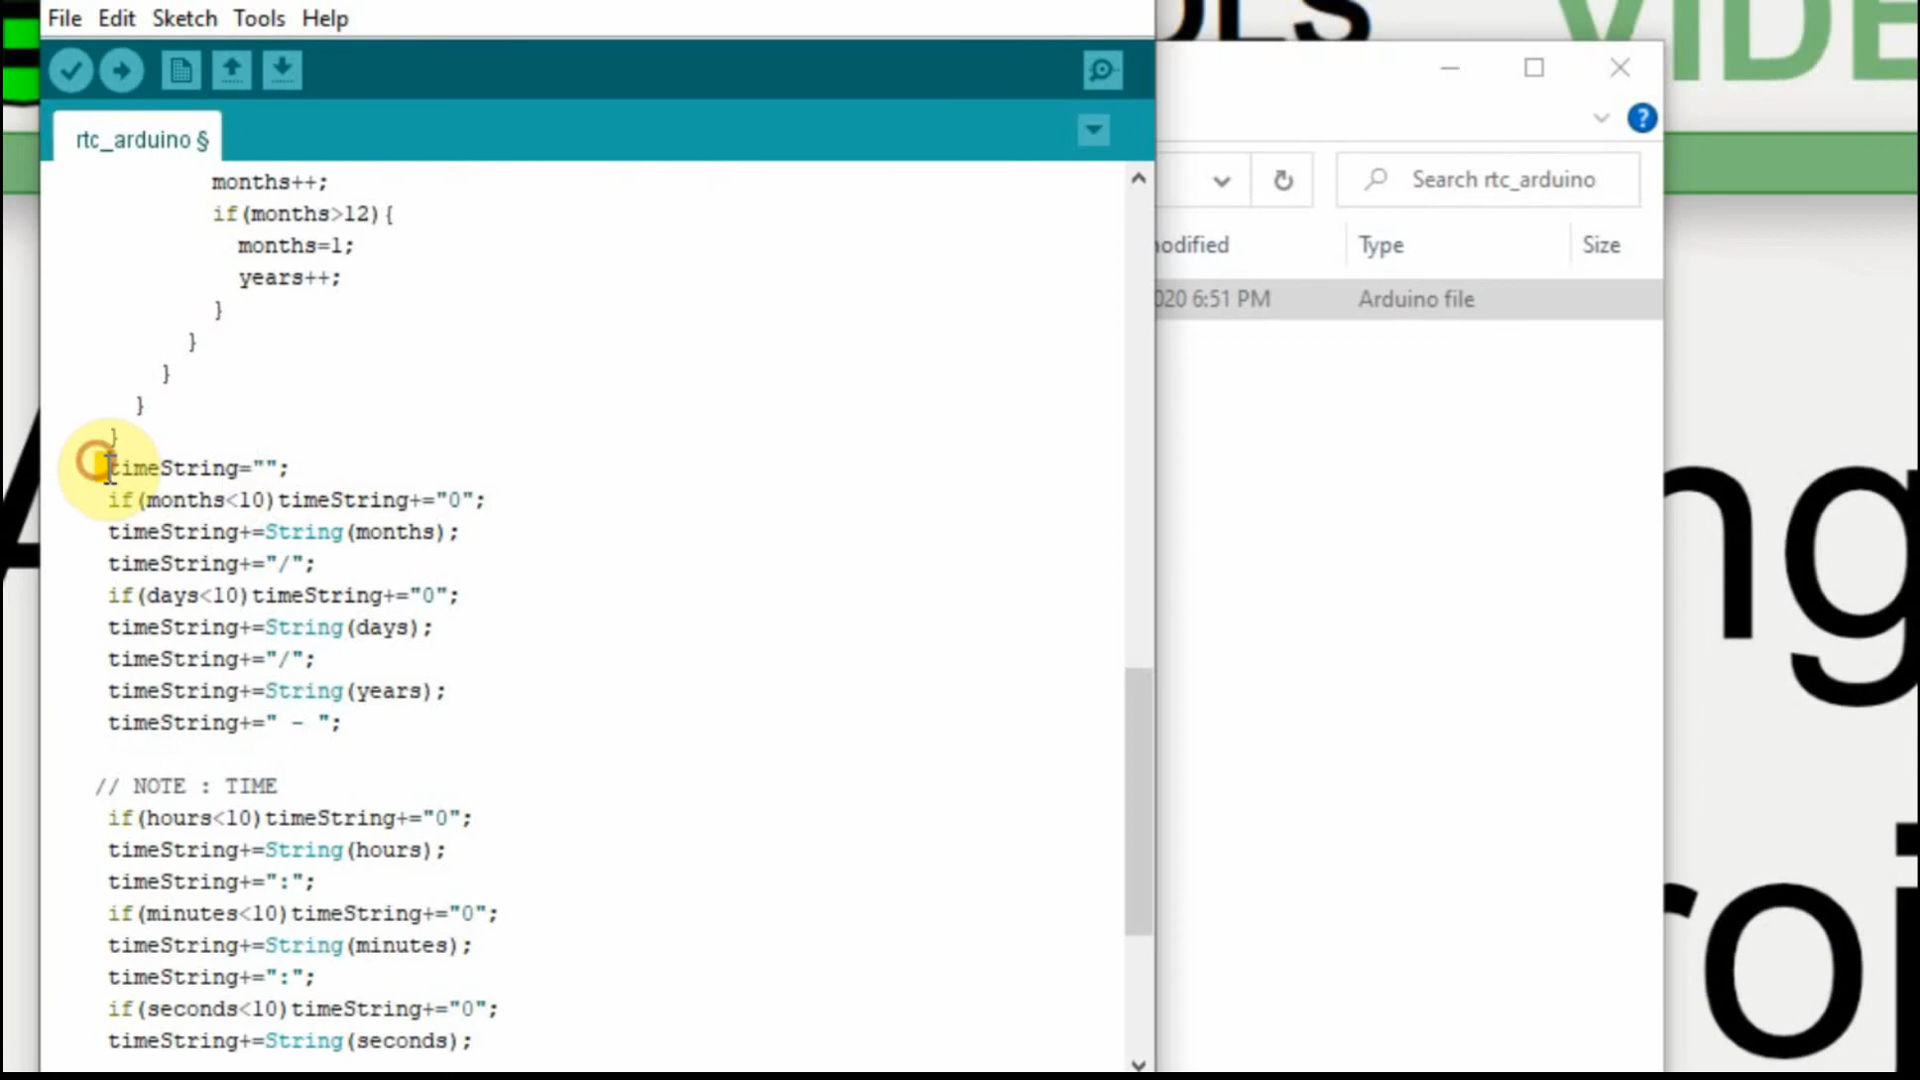 File Edit Sketch Tools Help
rtc_arduino §
months++;
if(months>12){
months=1;
years++;
}
}
}
}
}
timeString="";
if(months<10)timeString+="0";
timeString+=String(months);
timeString+="/";
if(days<10)timeString+="0";
timeString+=String(days);
timeString+="/";
timeString+=String(years);
timeString+=" - ";
// NOTE : TIME
if(hours<10)timeString+="0";
timeString+=String(hours);
timeString+=":";
if(minutes<10)timeString+="0";
timeString+=String(minutes);
timeString+=":";
if(seconds<10)timeString+="0";
timeString+=String(seconds);
VIDE
?
Search rtc_arduino
odified Type Size
020 6:51 PM Arduino file
ng
roj